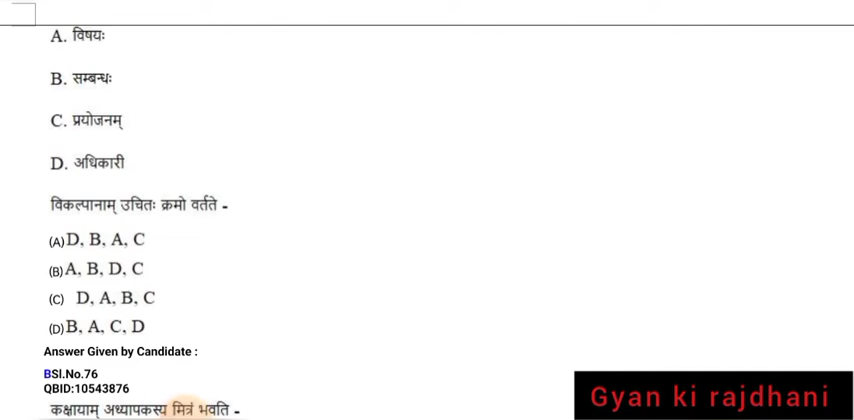 A. विषयः
B. सम्बन्धः
C. प्रयोजनम्
D. अधिकारी
विकल्पानाम् उचितः क्रमो वर्तते -
(A) D, B, A, C
(B) A, B, D, C
(C) D, A, B, C
(D) B, A, C, D
Answer Given by Candidate :
BSI.No.76
QBID:10543876
कक्षायाम् अध्यापकस्य मित्रं भवति -
Gyan ki rajdhani